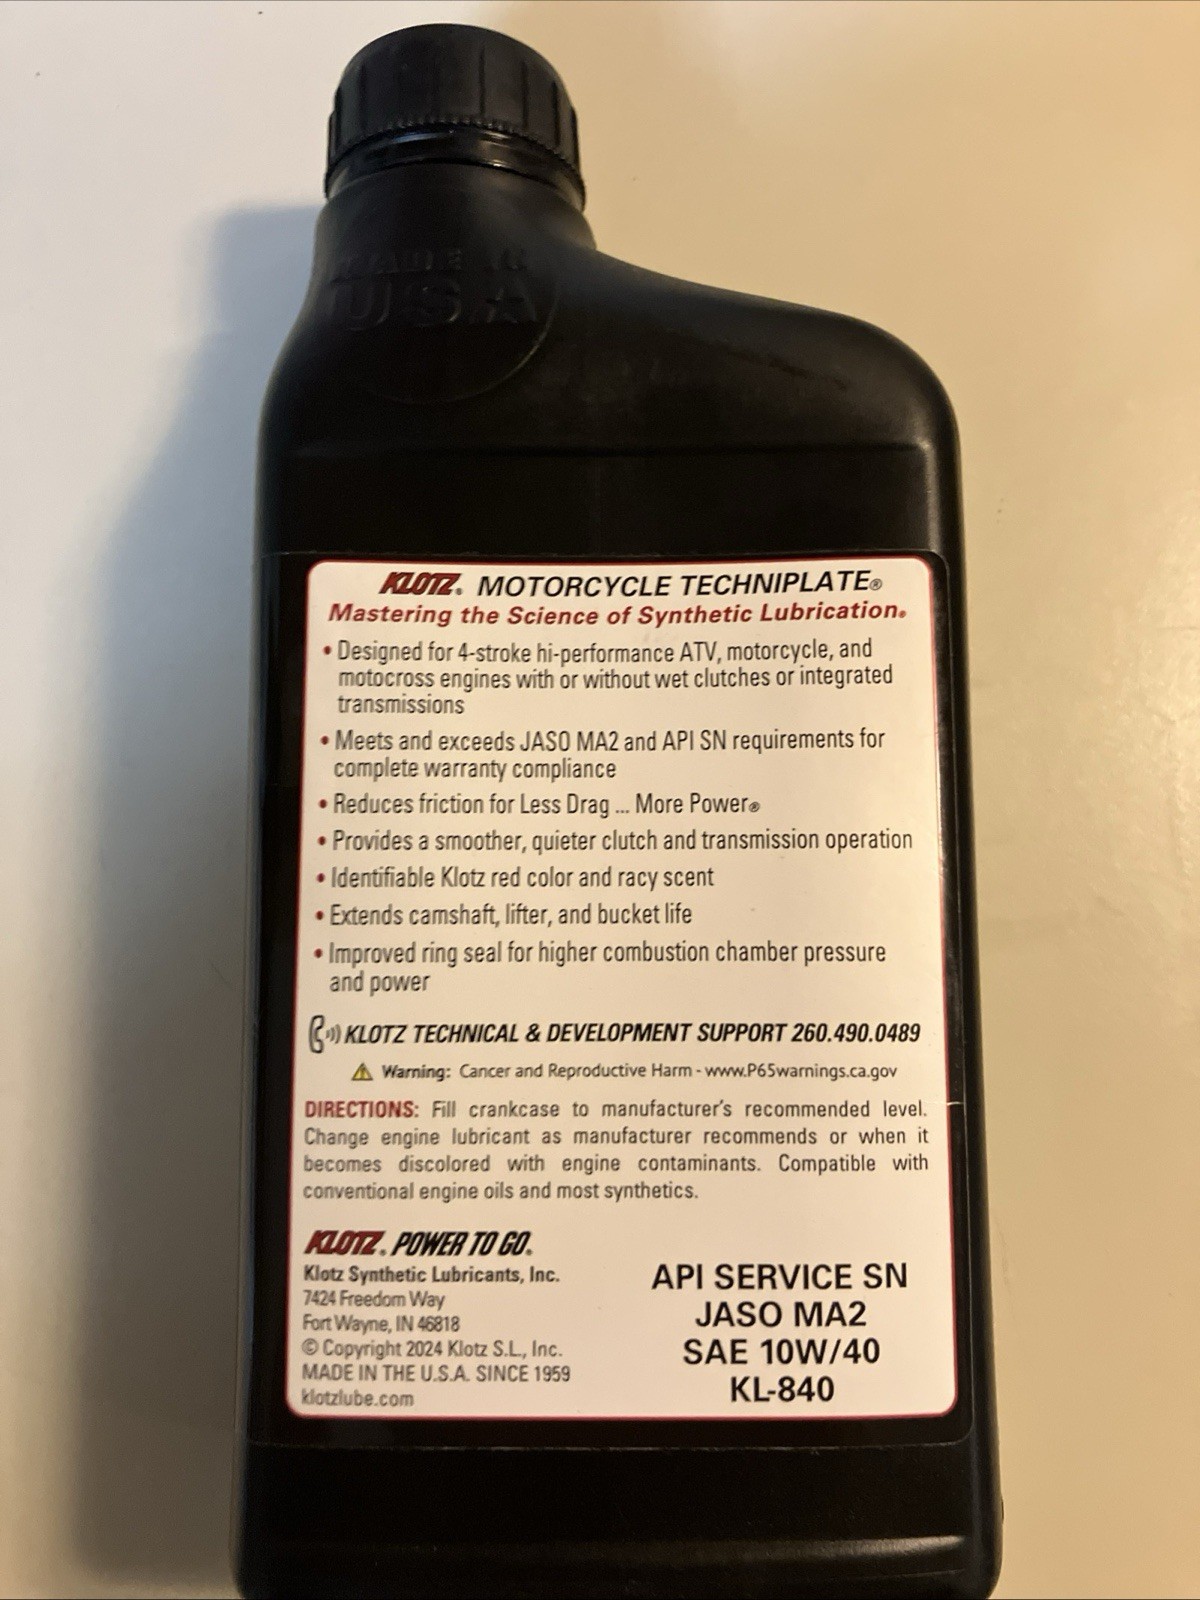 MADE IN
USA
KLOTZ® MOTORCYCLE TECHNIPLATE®
Mastering the Science of Synthetic Lubrication®
• Designed for 4-stroke hi-performance ATV, motorcycle, and
motocross engines with or without wet clutches or integrated
transmissions
• Meets and exceeds JASO MA2 and API SN requirements for
complete warranty compliance
• Reduces friction for Less Drag ... More Power®
• Provides a smoother, quieter clutch and transmission operation
• Identifiable Klotz red color and racy scent
• Extends camshaft, lifter, and bucket life
• Improved ring seal for higher combustion chamber pressure
and power
KLOTZ TECHNICAL & DEVELOPMENT SUPPORT 260.490.0489
Warning: Cancer and Reproductive Harm - www.P65warnings.ca.gov
DIRECTIONS: Fill crankcase to manufacturer's recommended level.
Change engine lubricant as manufacturer recommends or when it
becomes discolored with engine contaminants. Compatible with
conventional engine oils and most synthetics.
KLOTZ® POWER TO GO®
Klotz Synthetic Lubricants, Inc.
7424 Freedom Way
Fort Wayne, IN 46818
© Copyright 2024 Klotz S.L., Inc.
MADE IN THE U.S.A. SINCE 1959
klotzlube.com
API SERVICE SN
JASO MA2
SAE 10W/40
KL-840